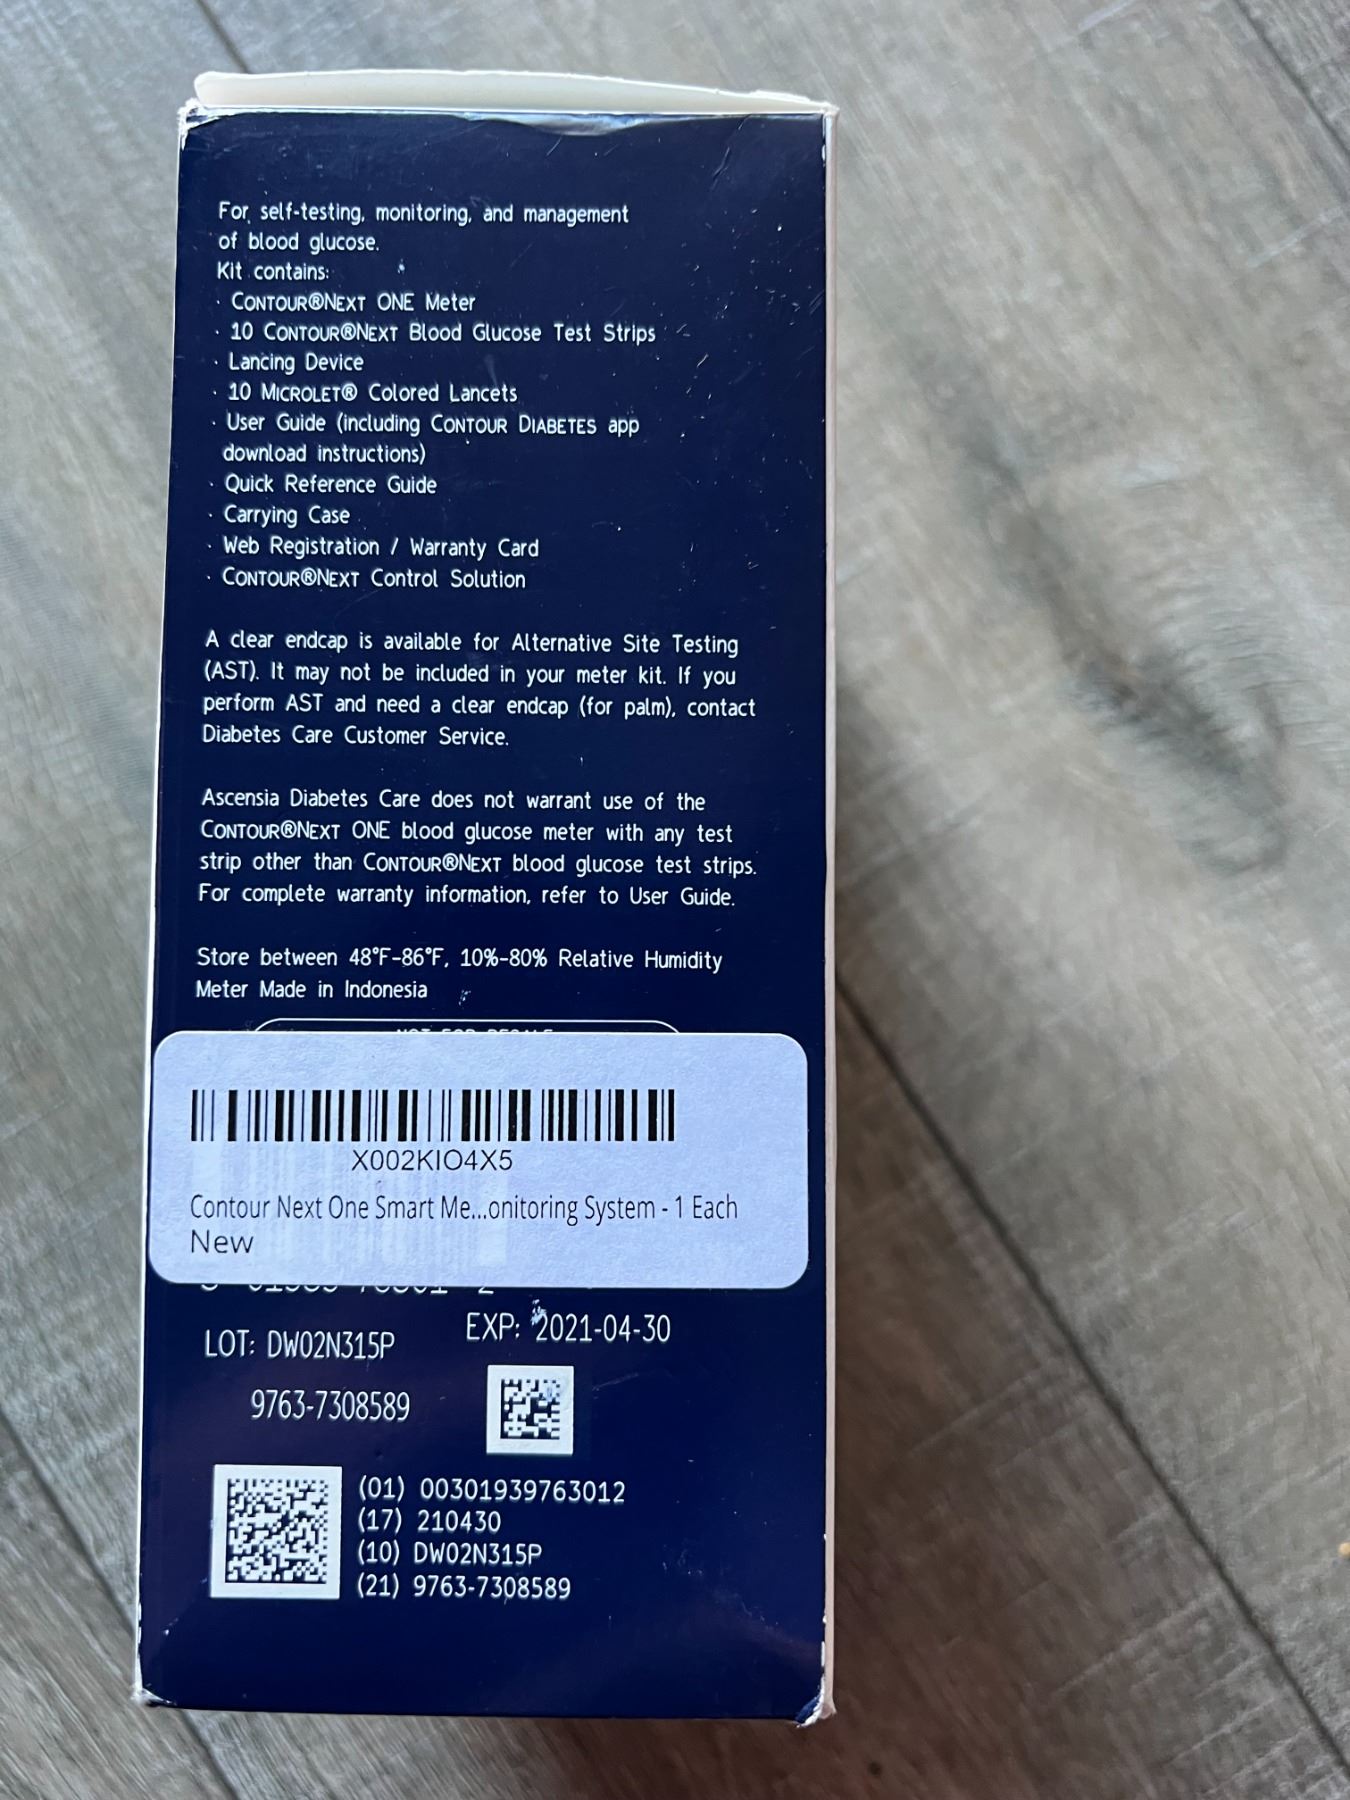 For self-testing, monitoring, and management
of blood glucose.
Kit contains:
· CONTOUR®NEXT ONE Meter
· 10 CONTOUR®NEXT Blood Glucose Test Strips
· Lancing Device
· 10 MICROLET® Colored Lancets
· User Guide (including CONTOUR DIABETES app
download instructions)
· Quick Reference Guide
· Carrying Case
· Web Registration / Warranty Card
· CONTOUR®NEXT Control Solution
A clear endcap is available for Alternative Site Testing
(AST). It may not be included in your meter kit. If you
perform AST and need a clear endcap (for palm), contact
Diabetes Care Customer Service.
Ascensia Diabetes Care does not warrant use of the
CONTOUR®NEXT ONE blood glucose meter with any test
strip other than CONTOUR®NEXT blood glucose test strips.
For complete warranty information, refer to User Guide.
Store between 48°F-86°F, 10%-80% Relative Humidity
Meter Made in Indonesia
NOT FOR RESALE
X002KIO4X5
Contour Next One Smart Me...onitoring System - 1 Each
New
LOT: DW02N315P
EXP: 2021-04-30
9763-7308589
(01) 00301939763012
(17) 210430
(10) DW02N315P
(21) 9763-7308589